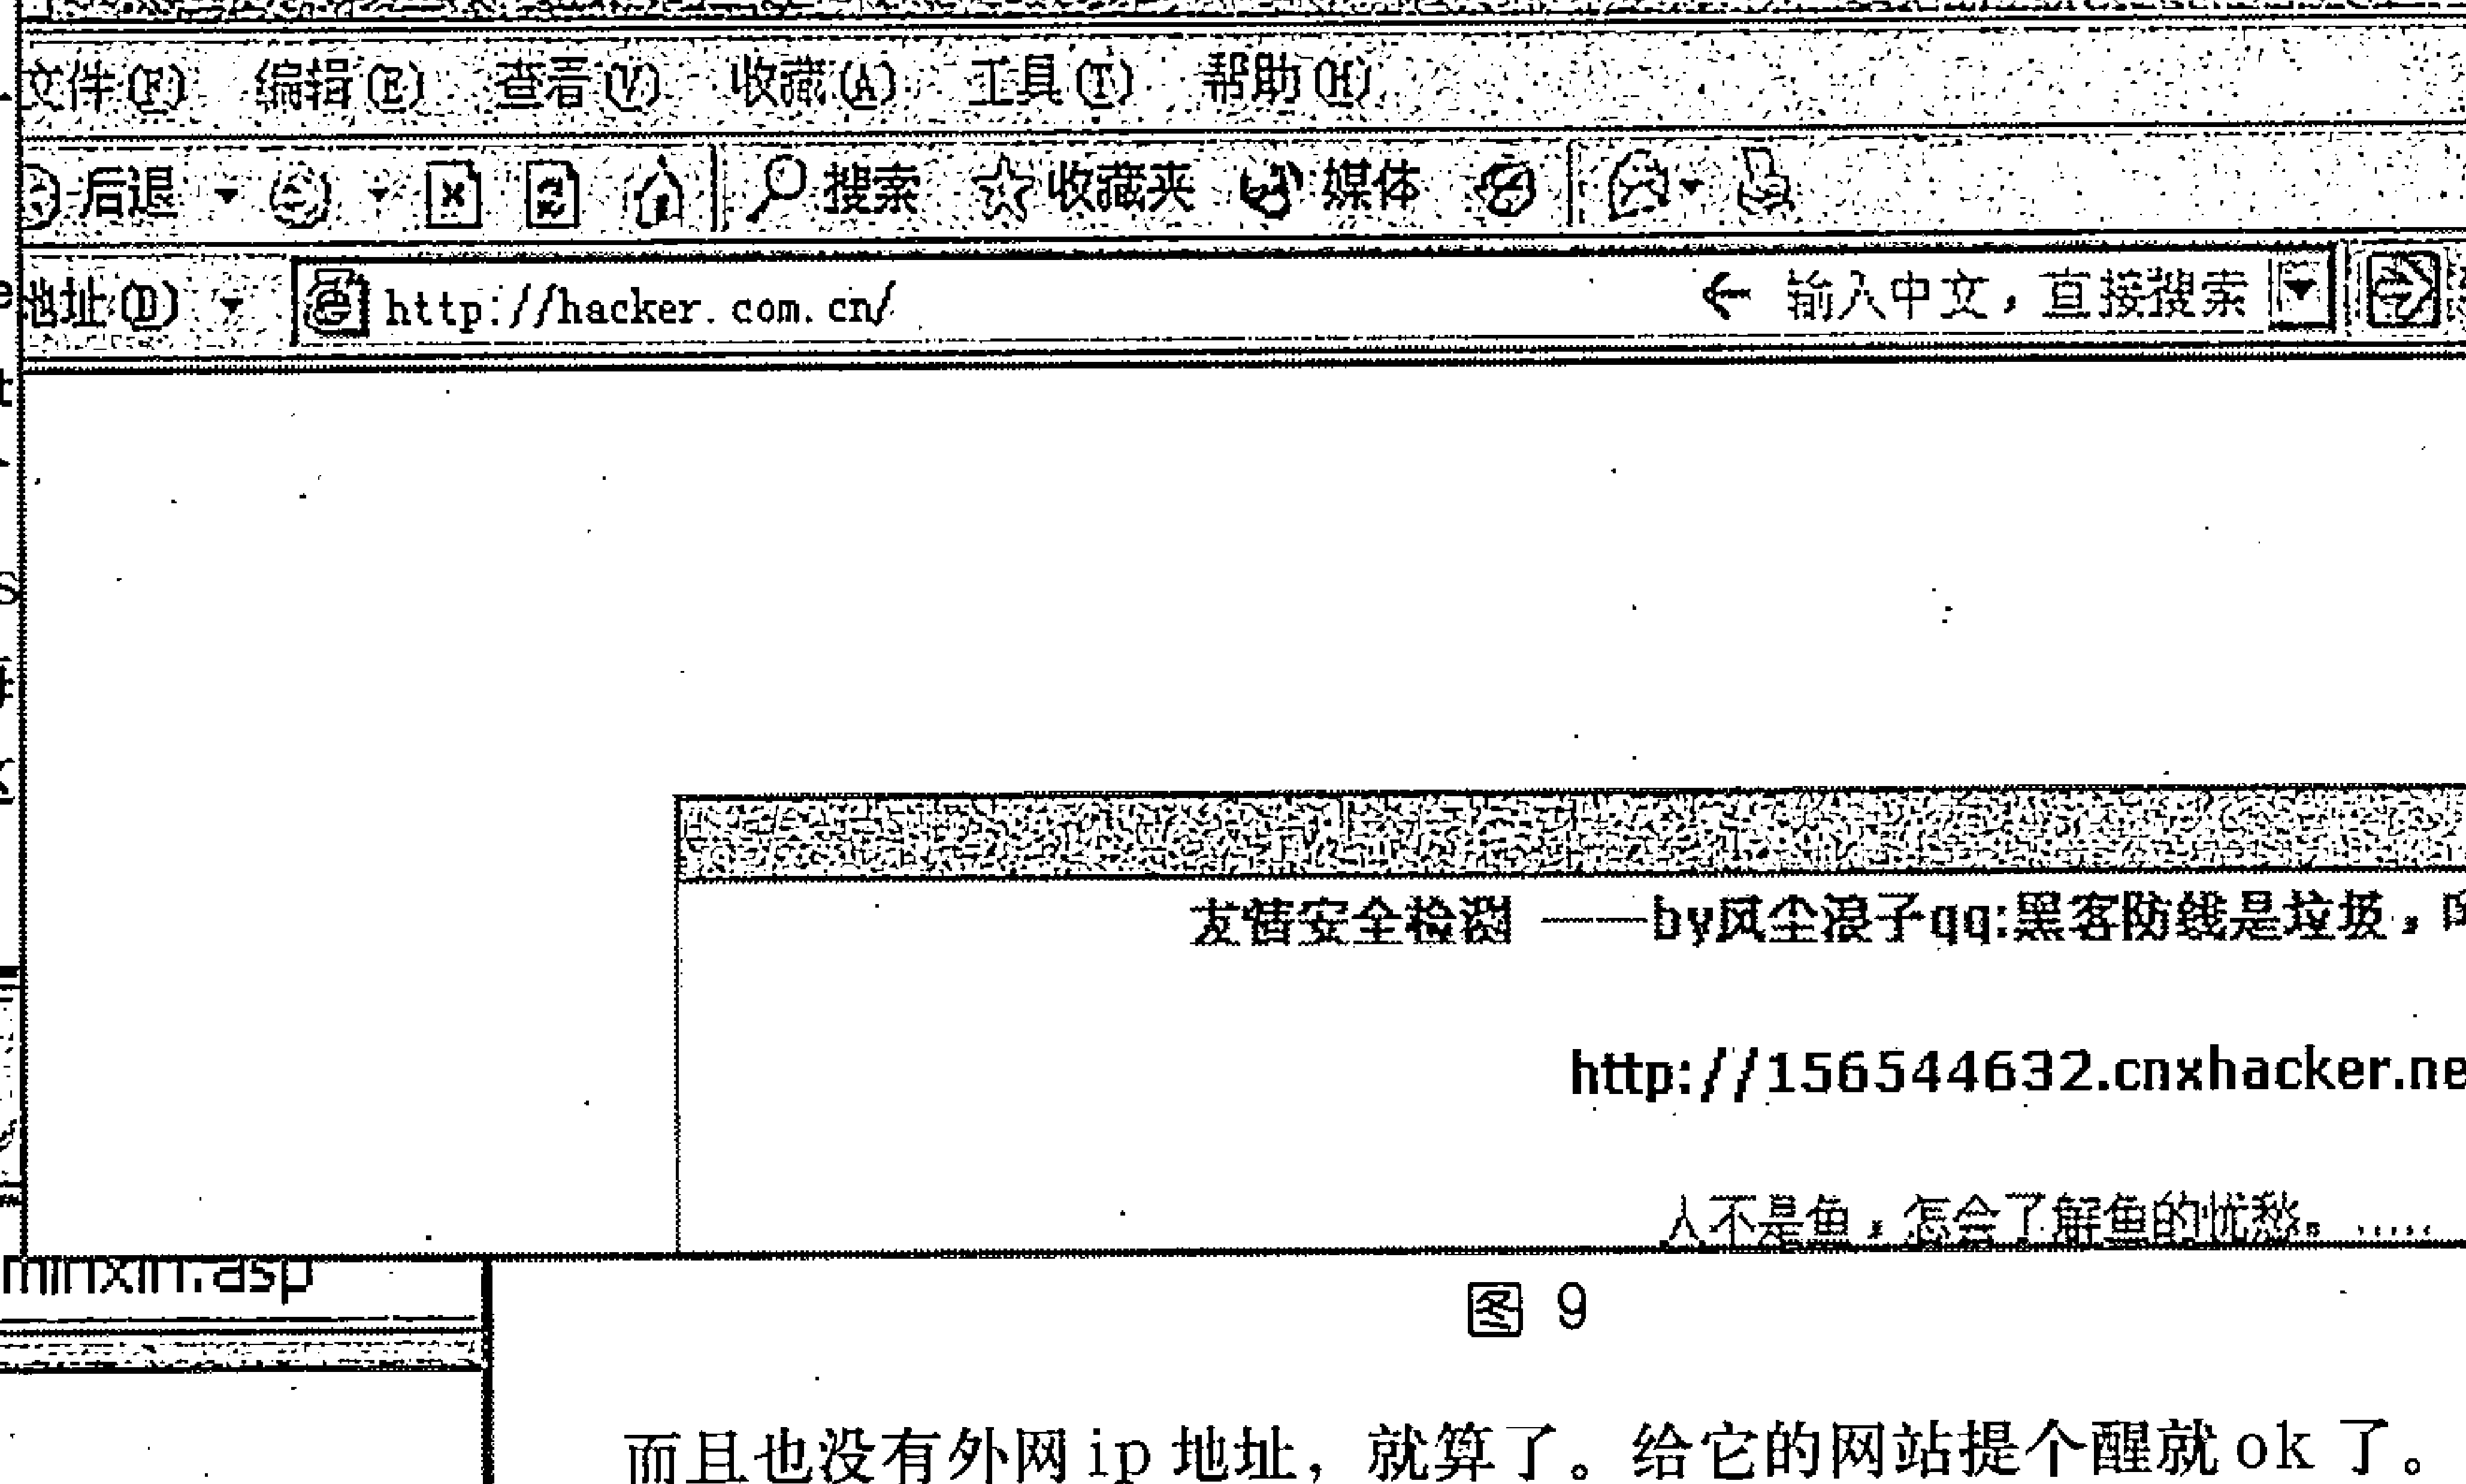 文件(F) 编辑(E) 查看(V) 收藏(A) 工具(T) 帮助(H)
后退 搜索 收藏夹 媒体
地址(D) http://hacker.com.cn/ ← 输入中文，直接搜索
友情安全检测 ——by风尘浪子qq:黑客防线是垃圾，
http://156544632.cnxhacker.ne
人不是鱼，怎会了解鱼的忧愁。.....
minxin.asp
图 9
而且也没有外网ip地址，就算了。给它的网站提个醒就ok了。